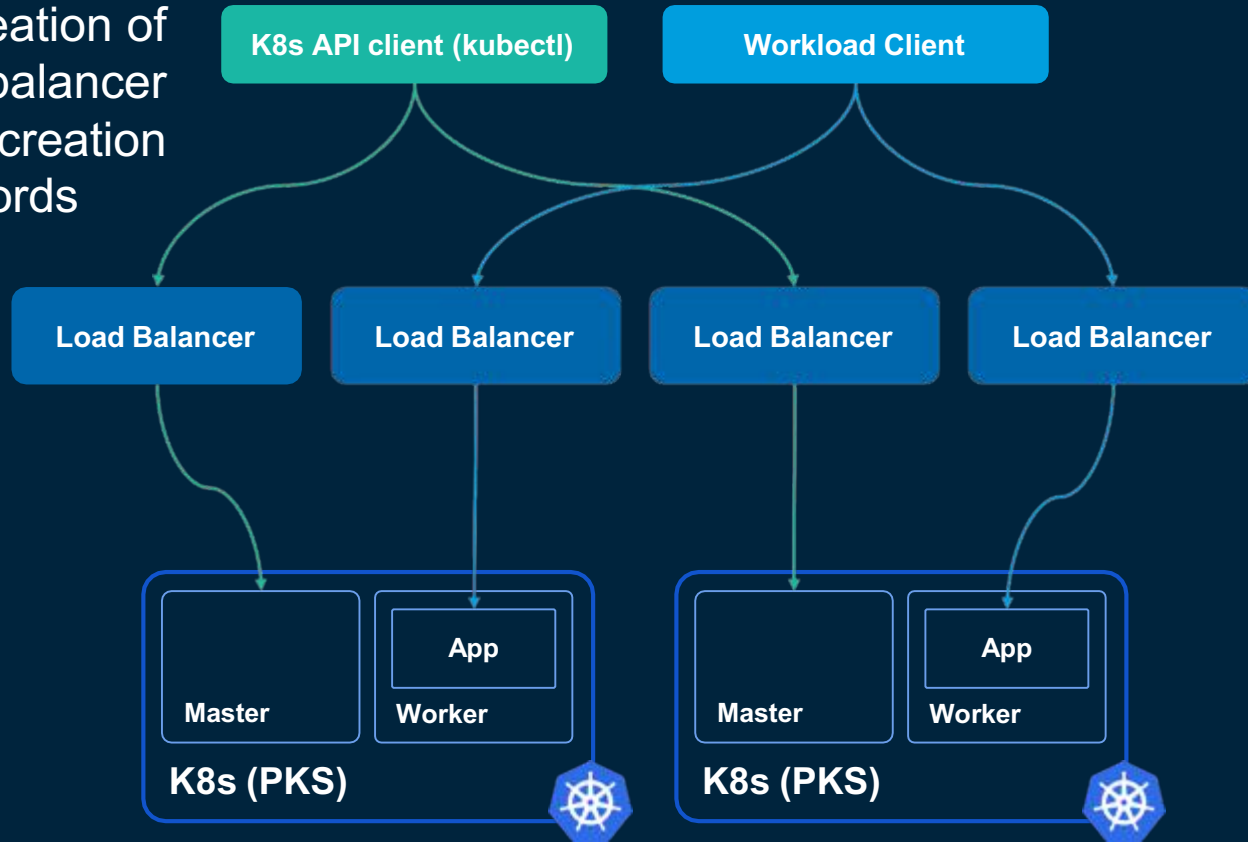 eation of
balancer
creation
ords
K8s API client (kubectl)
Workload Client
Load Balancer
Load Balancer
Load Balancer
Load Balancer
App
Master
Worker
K8s (PKS)
App
Master
Worker
K8s (PKS)